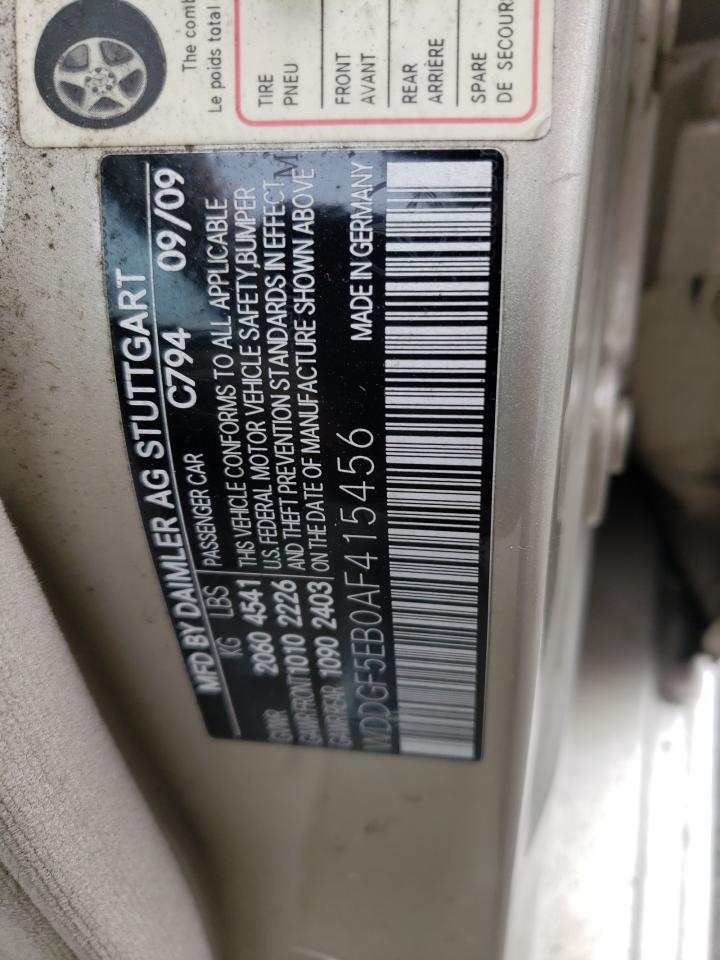 The comb
Le poids total
TIRE
PNEU
FRONT
AVANT
REAR
ARRIÈRE
SPARE
DE SECOUR
MFD BY DAIMLER AG STUTTGART
KG LBS PASSENGER CAR C794 09/09
GVWR 2060 4541 THIS VEHICLE CONFORMS TO ALL APPLICABLE
GAWR FRONT 1010 2226 U.S. FEDERAL MOTOR VEHICLE SAFETY,BUMPER
GAWR REAR 1090 2403 AND THEFT PREVENTION STANDARDS IN EFFECT
ON THE DATE OF MANUFACTURE SHOWN ABOVE
M
WDDGF5EB0AF415456 MADE IN GERMANY